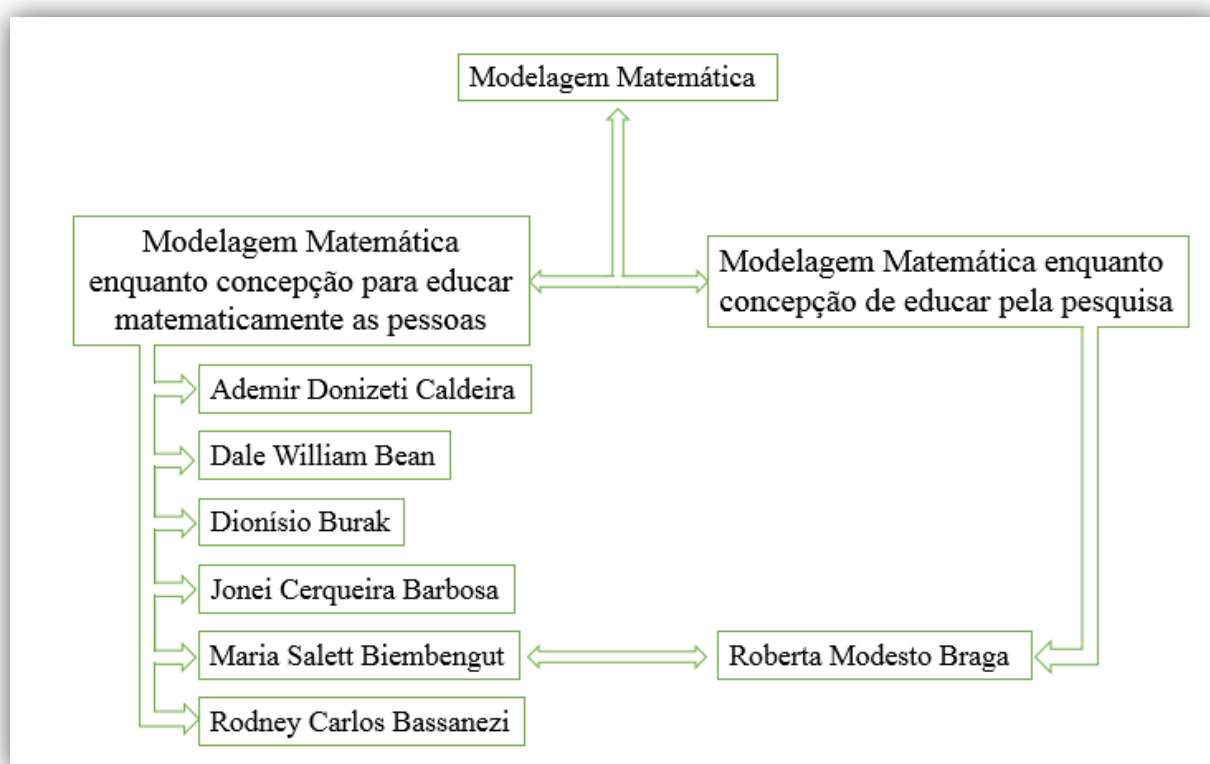 Modelagem Matemática
Modelagem Matemática
enquanto concepção para educar
matematicamente as pessoas
Modelagem Matemática enquanto
concepção de educar pela pesquisa
Ademir Donizeti Caldeira
Dale William Bean
Dionísio Burak
Jonei Cerqueira Barbosa
Maria Salett Biembengut
Roberta Modesto Braga
Rodney Carlos Bassanezi